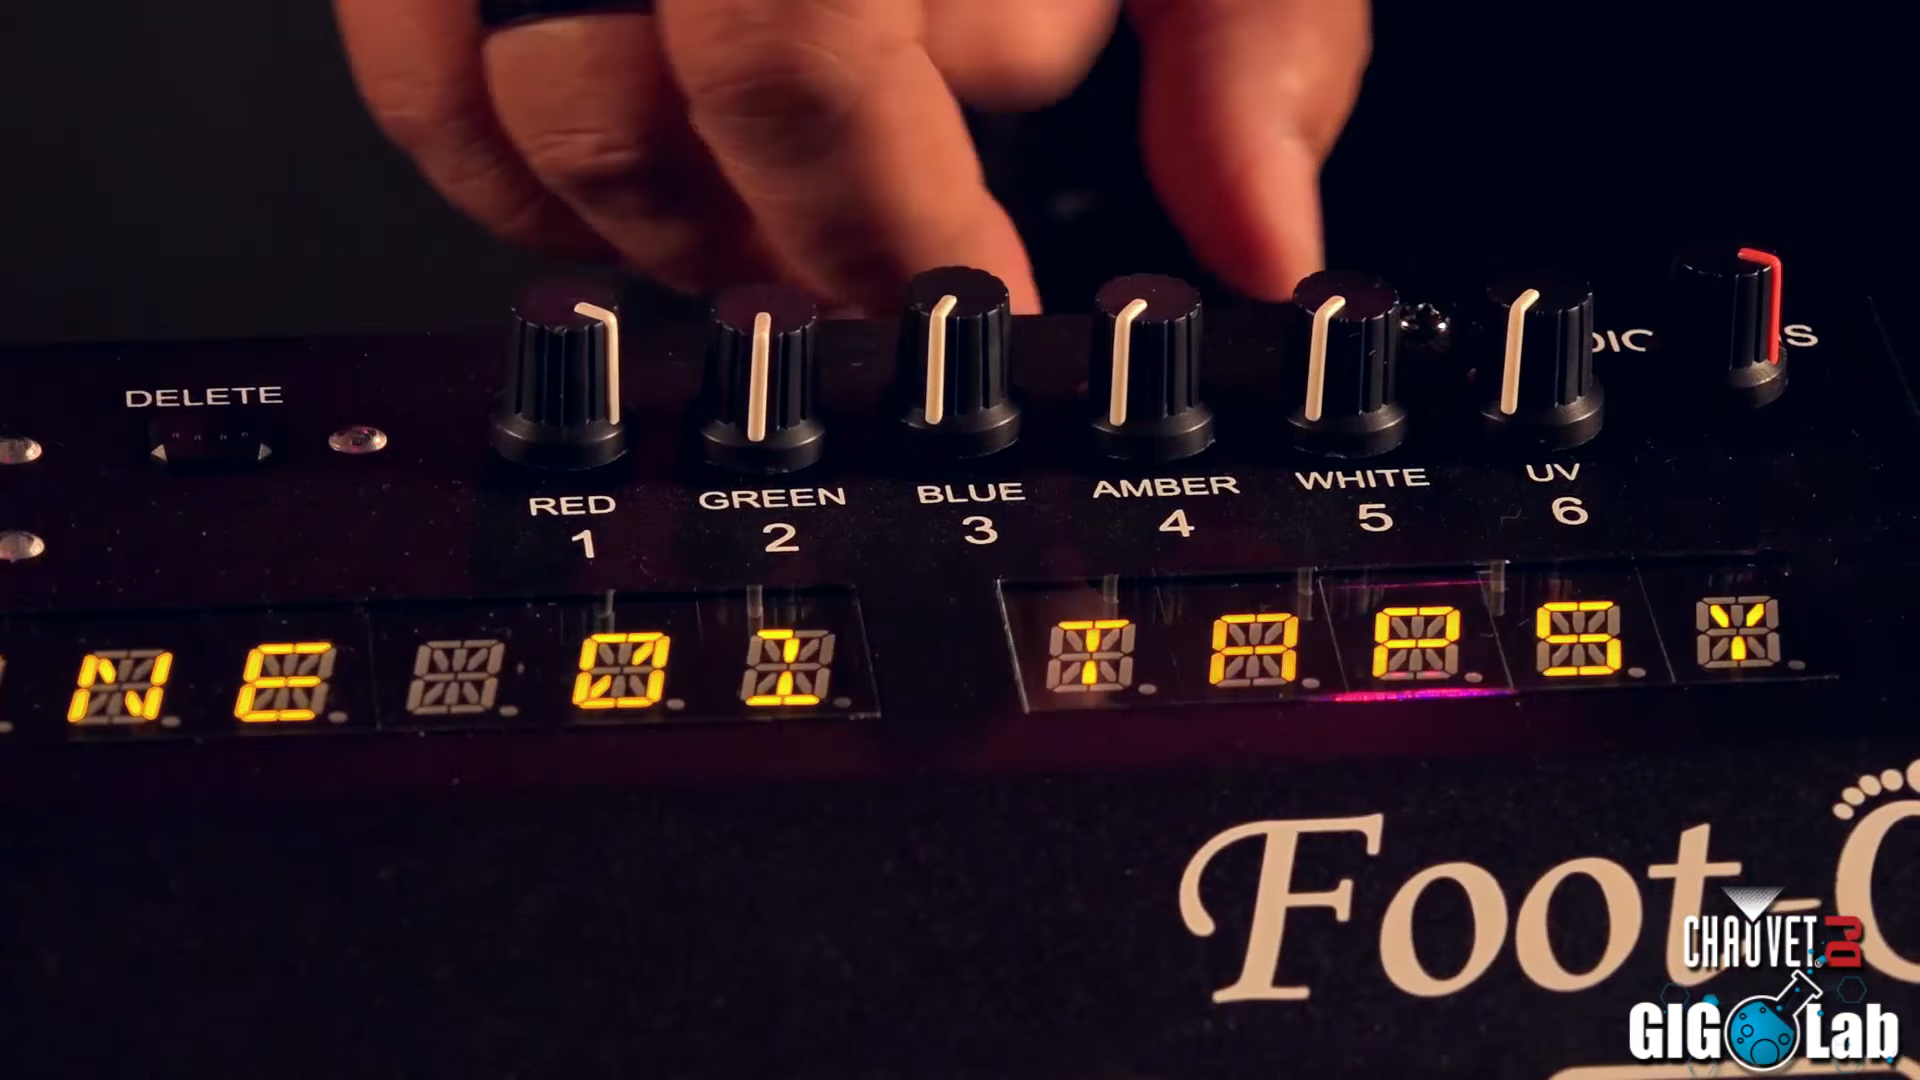 DELETE
RED
GREEN
BLUE
AMBER
WHITE
UV
1
2
3
4
5
6
NE 01
TAPSY
Foot-C
CHAUVET DJ
GIG Lab